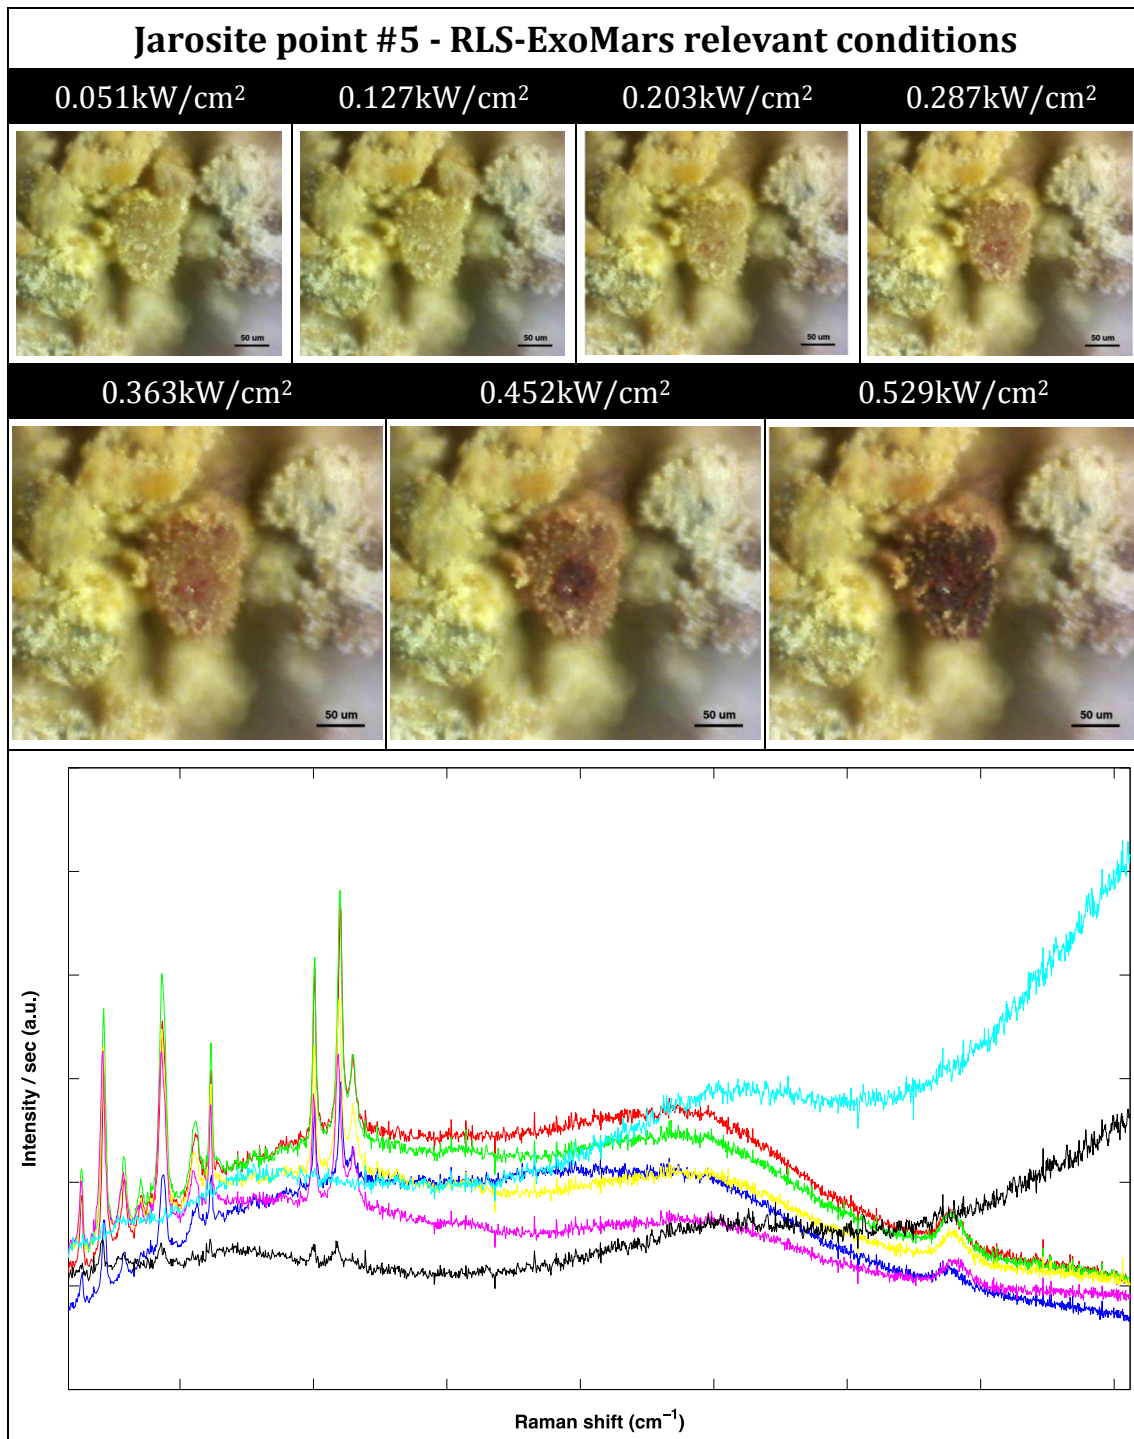 Jarosite point #5 - RLS-ExoMars relevant conditions
0.051kW/cm² 0.127kW/cm² 0.203kW/cm² 0.287kW/cm²
50 um 50 um 50 um 50 um
0.363kW/cm² 0.452kW/cm² 0.529kW/cm²
50 um 50 um 50 um
Intensity / sec (a.u.)
Raman shift (cm⁻¹)